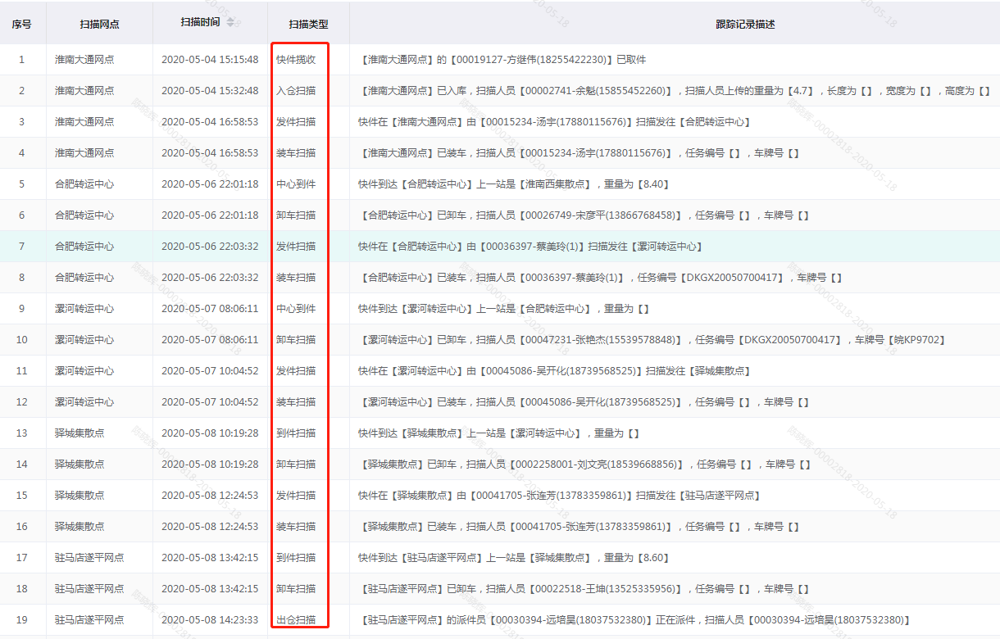 序号 扫描网点 扫描时间 扫描类型 跟踪记录描述
1 淮南大通网点 2020-05-04 15:15:48 快件揽收 【淮南大通网点】的【00019127-方继伟(18255422230)】已取件
2 淮南大通网点 2020-05-04 15:32:48 入仓扫描 【淮南大通网点】已入库，扫描人员【00002741-余魁(15855452260)】，扫描人员上传的重量为【4.7】，长度为【】，宽度为【】，高度为【】
3 淮南大通网点 2020-05-04 16:58:53 发件扫描 快件在【淮南大通网点】由【00015234-汤宇(17880115676)】扫描发往【合肥转运中心】
4 淮南大通网点 2020-05-04 16:58:53 装车扫描 【淮南大通网点】已装车，扫描人员【00015234-汤宇(17880115676)】，任务编号【】，车牌号【】
5 合肥转运中心 2020-05-06 22:01:18 中心到件 快件到达【合肥转运中心】上一站是【淮南西集散点】，重量为【8.40】
6 合肥转运中心 2020-05-06 22:01:18 卸车扫描 【合肥转运中心】已卸车，扫描人员【00026749-宋彦平(13866768458)】，任务编号【】，车牌号【】
7 合肥转运中心 2020-05-06 22:03:32 发件扫描 快件在【合肥转运中心】由【00036397-蔡美玲(1)】扫描发往【漯河转运中心】
8 合肥转运中心 2020-05-06 22:03:32 装车扫描 【合肥转运中心】已装车，扫描人员【00036397-蔡美玲(1)】，任务编号【DKGX20050700417】，车牌号【】
9 漯河转运中心 2020-05-07 08:06:11 中心到件 快件到达【漯河转运中心】上一站是【合肥转运中心】，重量为【】
10 漯河转运中心 2020-05-07 08:06:11 卸车扫描 【漯河转运中心】已卸车，扫描人员【00047231-张艳杰(15539578848)】，任务编号【DKGX20050700417】，车牌号【皖KP9702】
11 漯河转运中心 2020-05-07 10:04:52 发件扫描 快件在【漯河转运中心】由【00045086-吴开化(18739568525)】扫描发往【驿城集散点】
12 漯河转运中心 2020-05-07 10:04:52 装车扫描 【漯河转运中心】已装车，扫描人员【00045086-吴开化(18739568525)】，任务编号【】，车牌号【】
13 驿城集散点 2020-05-08 10:19:28 到件扫描 快件到达【驿城集散点】上一站是【漯河转运中心】，重量为【】
14 驿城集散点 2020-05-08 10:19:28 卸车扫描 【驿城集散点】已卸车，扫描人员【0002258001-刘文亮(18539668856)】，任务编号【】，车牌号【】
15 驿城集散点 2020-05-08 12:24:53 发件扫描 快件在【驿城集散点】由【00041705-张连芳(13783359861)】扫描发往【驻马店遂平网点】
16 驿城集散点 2020-05-08 12:24:53 装车扫描 【驿城集散点】已装车，扫描人员【00041705-张连芳(13783359861)】，任务编号【】，车牌号【】
17 驻马店遂平网点 2020-05-08 13:42:15 到件扫描 快件到达【驻马店遂平网点】上一站是【驿城集散点】，重量为【8.60】
18 驻马店遂平网点 2020-05-08 13:42:15 卸车扫描 【驻马店遂平网点】已卸车，扫描人员【00022518-王坤(13525335956)】，任务编号【】，车牌号【】
19 驻马店遂平网点 2020-05-08 14:23:33 出仓扫描 【驻马店遂平网点】的派件员【00030394-远培昊(18037532380)】正在派件，扫描人员【00030394-远培昊(18037532380)】